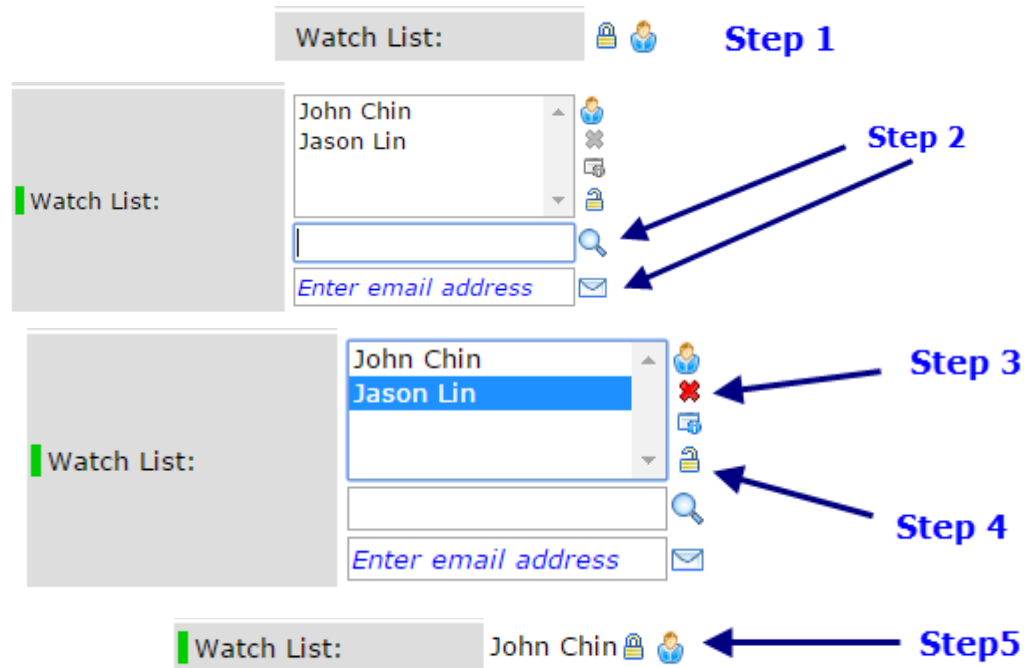 Watch List: Step 1
John Chin
Jason Lin
Step 2
Watch List:
Enter email address
John Chin
Step 3
Jason Lin
Watch List:
Step 4
Enter email address
Watch List: John Chin Step5